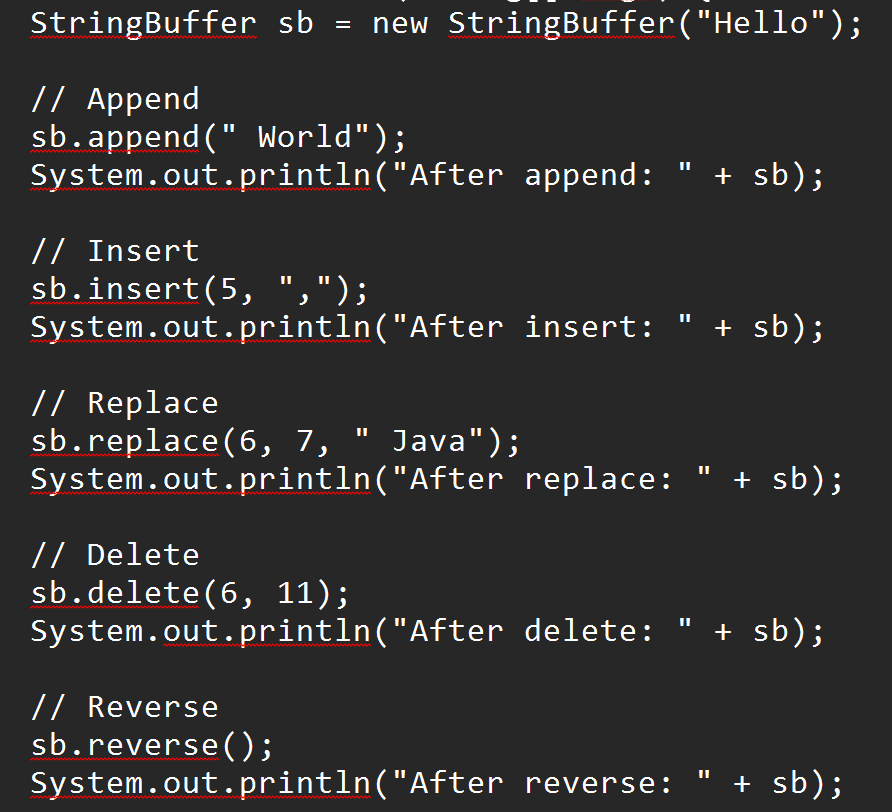 StringBuffer sb = new StringBuffer("Hello");
// Append
sb.append(" World");
System.out.println("After append: " + sb);
// Insert
sb.insert(5, ",");
System.out.println("After insert: " + sb);
// Replace
sb.replace(6, 7, " Java");
System.out.println("After replace: " + sb);
// Delete
sb.delete(6, 11);
System.out.println("After delete: " + sb);
// Reverse
sb.reverse();
System.out.println("After reverse: " + sb);